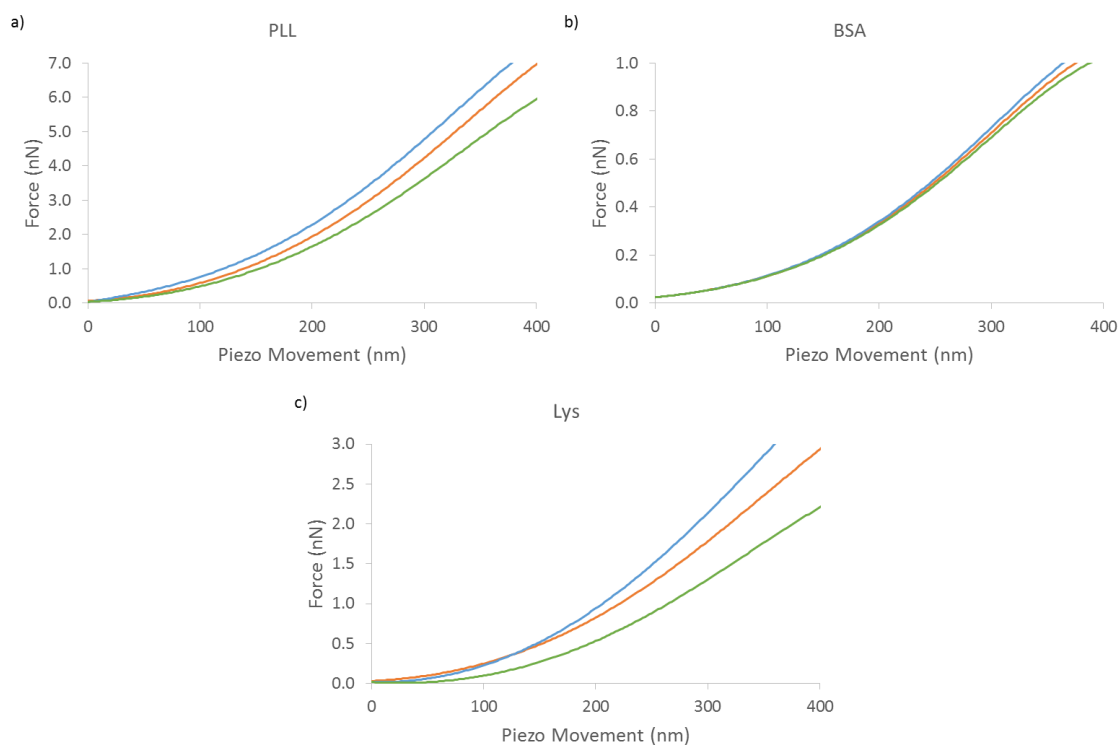 a)
PLL
Force (nN)
7.0
6.0
5.0
4.0
3.0
2.0
1.0
0.0
0 100 200 300 400
Piezo Movement (nm)
b)
BSA
Force (nN)
1.0
0.8
0.6
0.4
0.2
0.0
0 100 200 300 400
Piezo Movement (nm)
c)
Lys
Force (nN)
3.0
2.5
2.0
1.5
1.0
0.5
0.0
0 100 200 300 400
Piezo Movement (nm)